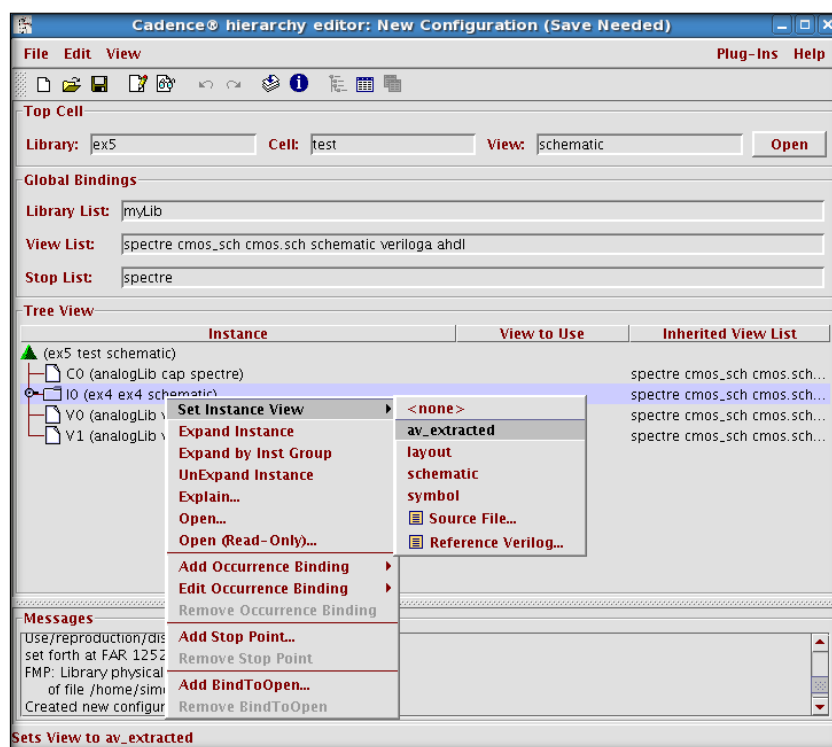 Cadence® hierarchy editor: New Configuration (Save Needed)
File Edit View Plug-Ins Help
Top Cell
Library: ex5 Cell: test View: schematic Open
Global Bindings
Library List: myLib
View List: spectre cmos_sch cmos.sch schematic veriloga ahdl
Stop List: spectre
Tree View
Instance View to Use Inherited View List
(ex5 test schematic)
C0 (analogLib cap spectre) spectre cmos_sch cmos.sch...
I0 (ex4 ex4 schematic) spectre cmos_sch cmos.sch...
V0 (analogLib spectre cmos_sch cmos.sch...
V1 (analogLib spectre cmos_sch cmos.sch...
Set Instance View
Expand Instance
Expand by Inst Group
UnExpand Instance
Explain...
Open...
Open (Read-Only)...
Add Occurrence Binding
Edit Occurrence Binding
Remove Occurrence Binding
Add Stop Point...
Remove Stop Point
Add BindToOpen...
Remove BindToOpen
<none>
av_extracted
layout
schematic
symbol
Source File...
Reference Verilog...
Messages
Use/reproduction/dis
set forth at FAR 1252
FMP: Library physical
of file /home/sim
Created new configur
Sets View to av_extracted